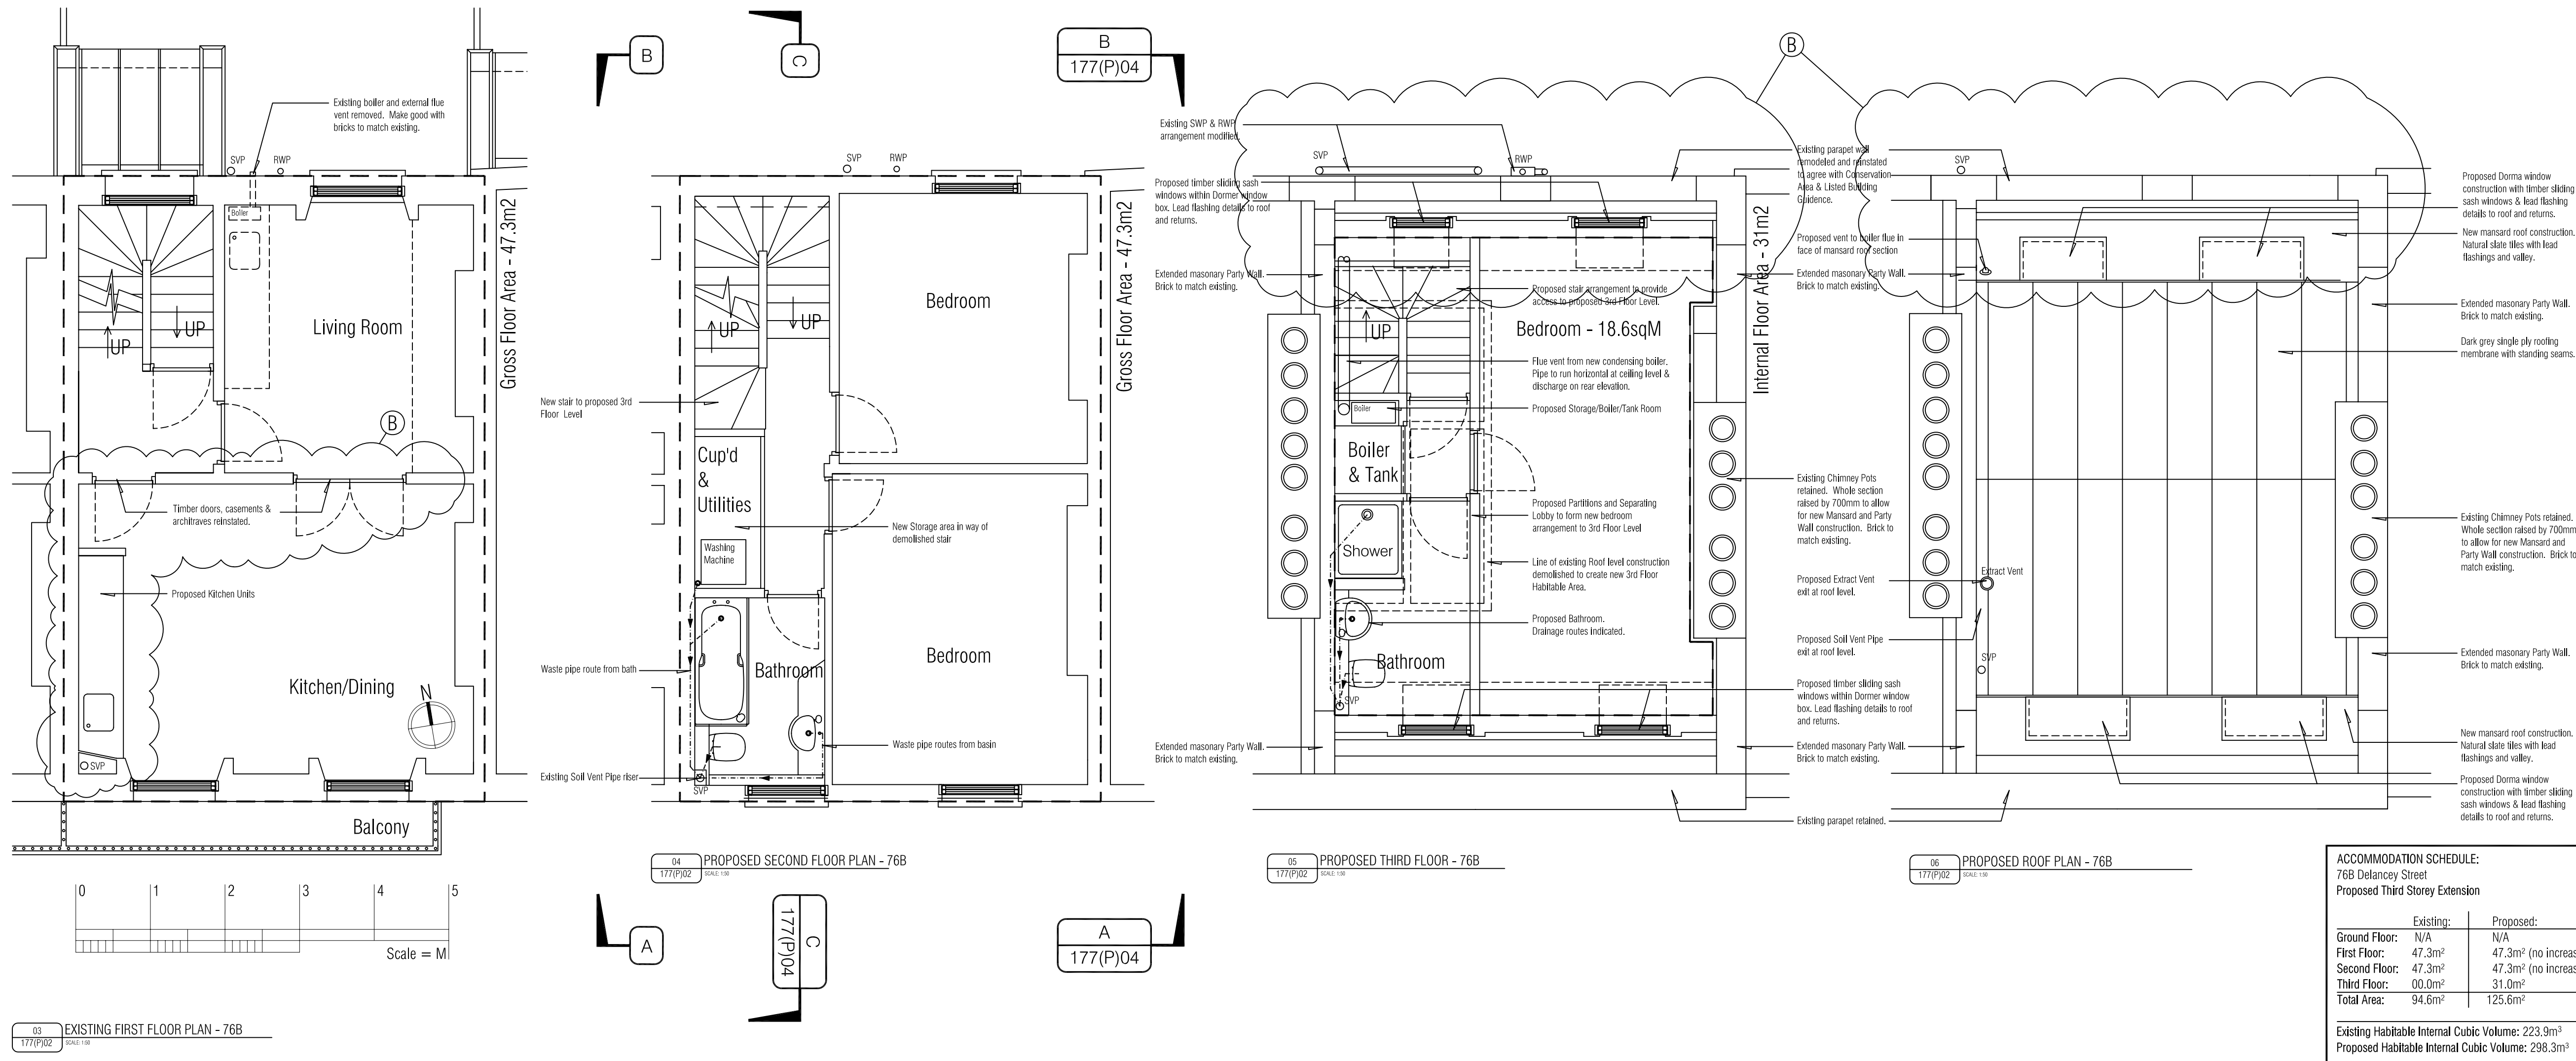 Existing boiler and external flue
vent removed. Make good with
bricks to match existing.
SVP
RWP
Boiler
Living Room
UP
UP
Gross Floor Area - 47.3m2
B
Timber doors, casements &
architraves reinstated.
Proposed Kitchen Units
Kitchen/Dining
N
SVP
Balcony
0
1
2
3
4
5
Scale = M
03
177(P)02
EXISTING FIRST FLOOR PLAN - 76B
SCALE: 1:50
B
C
B
177(P)04
SVP
RWP
Bedroom
UP
UP
Gross Floor Area - 47.3m2
New stair to proposed 3rd
Floor Level
Cup'd
&
Utilities
New Storage area in way of
demolished stair
Washing
Machine
Waste pipe route from bath
Bathroom
Bedroom
Waste pipe routes from basin
Existing Soil Vent Pipe riser
SVP
04
177(P)02
PROPOSED SECOND FLOOR PLAN - 76B
SCALE: 1:50
A
C
177(P)04
A
177(P)04
B
Existing SWP & RWP
arrangement modified.
SVP
RWP
Proposed timber sliding sash
windows within Dormer window
box. Lead flashing details to roof
and returns.
Extended masonary Party Wall.
Brick to match existing.
Proposed stair arrangement to provide
access to proposed 3rd Floor Level.
UP
Bedroom - 18.6sqM
Internal Floor Area - 31m2
Flue vent from new condensing boiler.
Pipe to run horizontal at ceiling level &
discharge on rear elevation.
Boiler
Proposed Storage/Boiler/Tank Room
Boiler
& Tank
Proposed Partitions and Separating
Lobby to form new bedroom
arrangement to 3rd Floor Level
Shower
Line of existing Roof level construction
demolished to create new 3rd Floor
Habitable Area.
Proposed Bathroom.
Drainage routes indicated.
Bathroom
SVP
Extended masonary Party Wall.
Brick to match existing.
05
177(P)02
PROPOSED THIRD FLOOR - 76B
SCALE: 1:50
Existing parapet wall
remodeled and reinstated
to agree with Conservation
Area & Listed Building
Guidence.
Proposed vent to boiler flue in
face of mansard roof section
Extended masonary Party Wall.
Brick to match existing.
Existing Chimney Pots
retained. Whole section
raised by 700mm to allow
for new Mansard and Party
Wall construction. Brick to
match existing.
Proposed Extract Vent
exit at roof level.
Proposed Soil Vent Pipe
exit at roof level.
Proposed timber sliding sash
windows within Dormer window
box. Lead flashing details to roof
and returns.
Extended masonary Party Wall.
Brick to match existing.
Existing parapet retained.
SVP
Extract Vent
SVP
06
177(P)02
PROPOSED ROOF PLAN - 76B
SCALE: 1:50
Proposed Dorma window
construction with timber sliding
sash windows & lead flashing
details to roof and returns.
New mansard roof construction.
Natural slate tiles with lead
flashings and valley.
Extended masonary Party Wall.
Brick to match existing.
Dark grey single ply roofing
membrane with standing seams.
Existing Chimney Pots retained.
Whole section raised by 700mm
to allow for new Mansard and
Party Wall construction. Brick to
match existing.
Extended masonary Party Wall.
Brick to match existing.
New mansard roof construction.
Natural slate tiles with lead
flashings and valley.
Proposed Dorma window
construction with timber sliding
sash windows & lead flashing
details to roof and returns.
ACCOMMODATION SCHEDULE:
76B Delancey Street
Proposed Third Storey Extension
Existing: Proposed:
Ground Floor: N/A N/A
First Floor: 47.3m² 47.3m² (no increas
Second Floor: 47.3m² 47.3m² (no increas
Third Floor: 00.0m² 31.0m²
Total Area: 94.6m² 125.6m²
Existing Habitable Internal Cubic Volume: 223.9m³
Proposed Habitable Internal Cubic Volume: 298.3m³